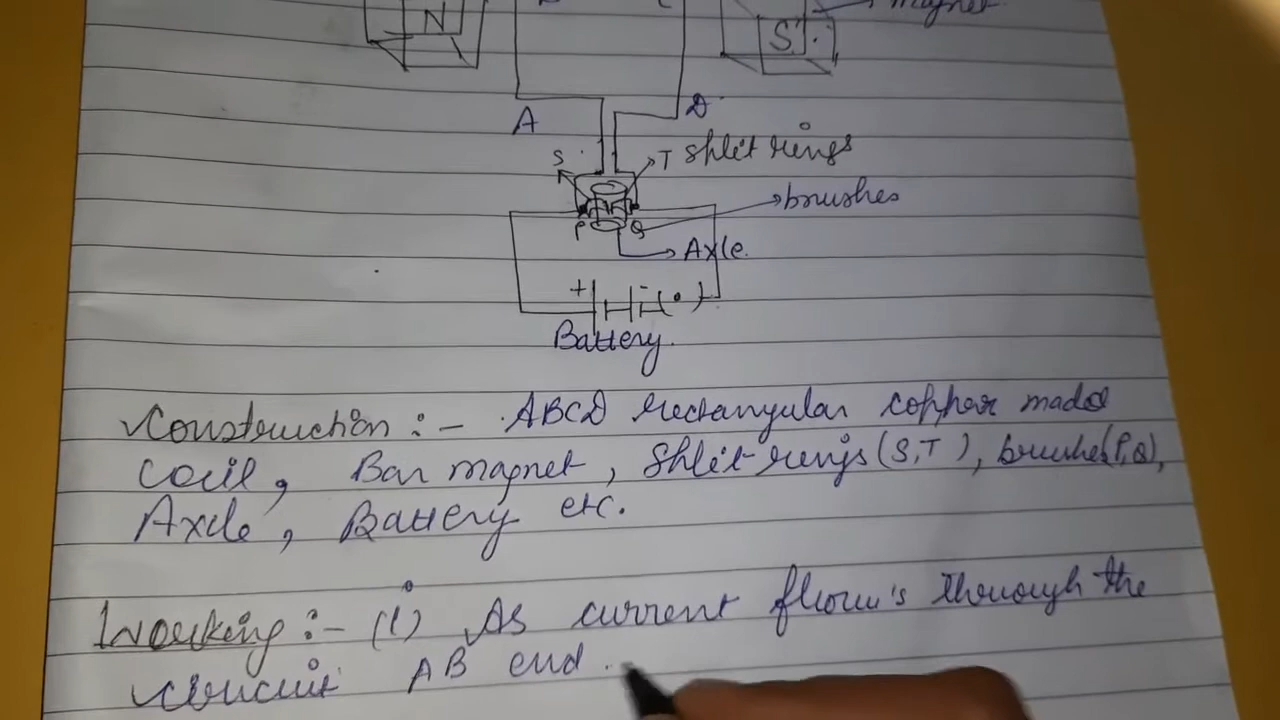 B C
N
magnet
S
A
D
S
T split rings
brushes
P Q
Axle
+ -
Battery.
Construction :- ABCD rectangular copper made
coil, Bar magnet, split rings (S,T), brushes(P,Q),
Axle, Battery etc.
Working :- (i) As current flows through the
circuit AB end